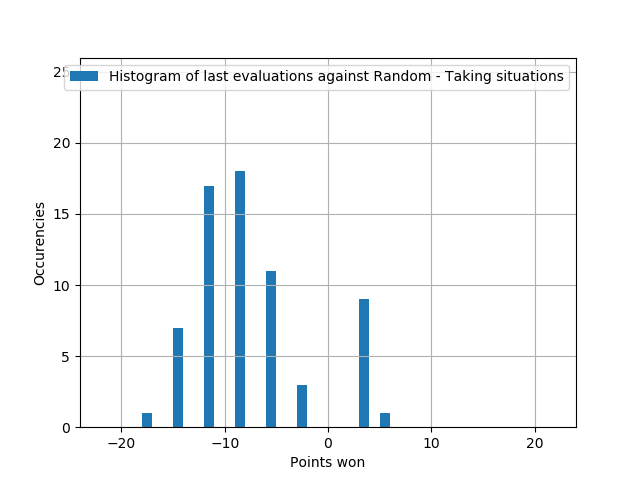 Histogram of last evaluations against Random - Taking situations
25
20
15
10
5
0
Occurencies
−20 −10 0 10 20
Points won